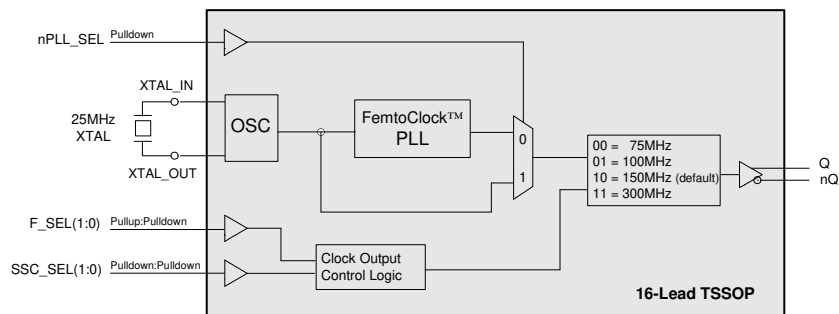 nPLL_SEL Pulldown
XTAL_IN
25MHz
XTAL
XTAL_OUT
OSC
FemtoClock™
PLL
0
1
00 = 75MHz
01 = 100MHz
10 = 150MHz (default)
11 = 300MHz
Q
nQ
F_SEL(1:0) Pullup:Pulldown
SSC_SEL(1:0) Pulldown:Pulldown
Clock Output
Control Logic
16-Lead TSSOP